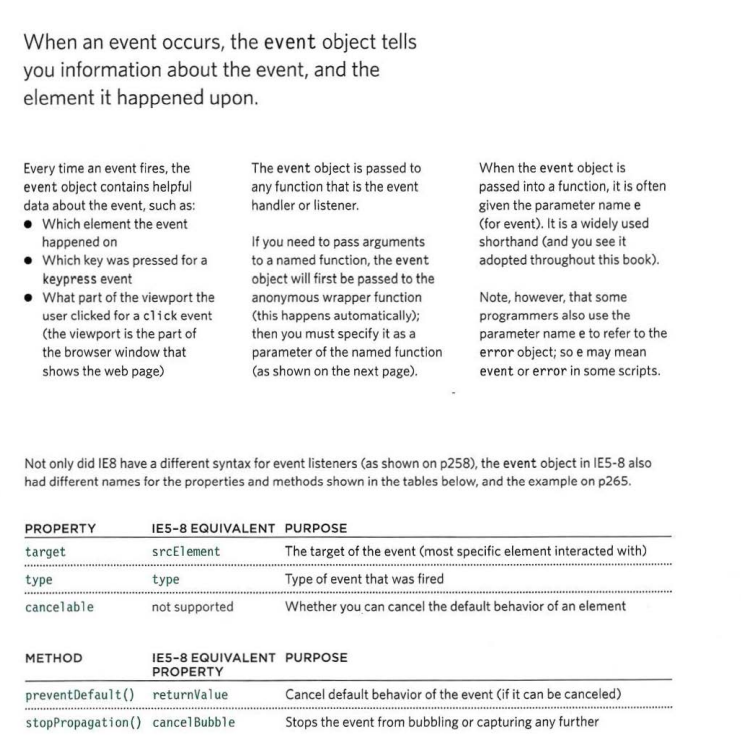 When an event occurs, the event object tells
you information about the event, and the
element it happened upon.
Every time an event fires, the
event object contains helpful
data about the event, such as:
● Which element the event
happened on
● Which key was pressed for a
keypress event
● What part of the viewport the
user clicked for a click event
(the viewport is the part of
the browser window that
shows the web page)
The event object is passed to
any function that is the event
handler or listener.
If you need to pass arguments
to a named function, the event
object will first be passed to the
anonymous wrapper function
(this happens automatically);
then you must specify it as a
parameter of the named function
(as shown on the next page).
When the event object is
passed into a function, it is often
given the parameter name e
(for event). It is a widely used
shorthand (and you see it
adopted throughout this book).
Note, however, that some
programmers also use the
parameter name e to refer to the
error object; so e may mean
event or error in some scripts.
Not only did IE8 have a different syntax for event listeners (as shown on p258), the event object in IE5-8 also
had different names for the properties and methods shown in the tables below, and the example on p265.
PROPERTY IE5-8 EQUIVALENT PURPOSE
target srcElement The target of the event (most specific element interacted with)
type type Type of event that was fired
cancelable not supported Whether you can cancel the default behavior of an element
METHOD IE5-8 EQUIVALENT PURPOSE
PROPERTY
preventDefault() returnValue Cancel default behavior of the event (if it can be canceled)
stopPropagation() cancelBubble Stops the event from bubbling or capturing any further